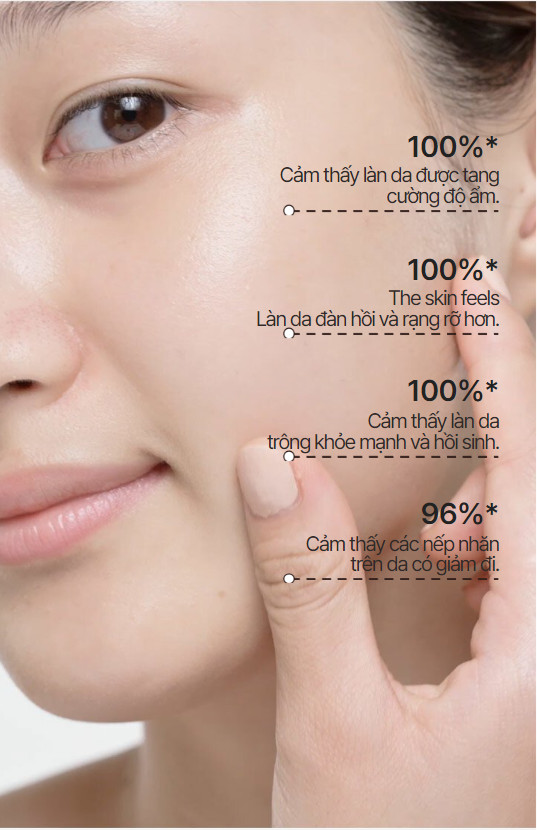 100%*
Cảm thấy làn da được tang
cường độ ẩm.
100%*
The skin feels
Làn da đàn hồi và rạng rỡ hơn.
100%*
Cảm thấy làn da
trông khỏe mạnh và hồi sinh.
96%*
Cảm thấy các nếp nhăn
trên da có giảm đi.